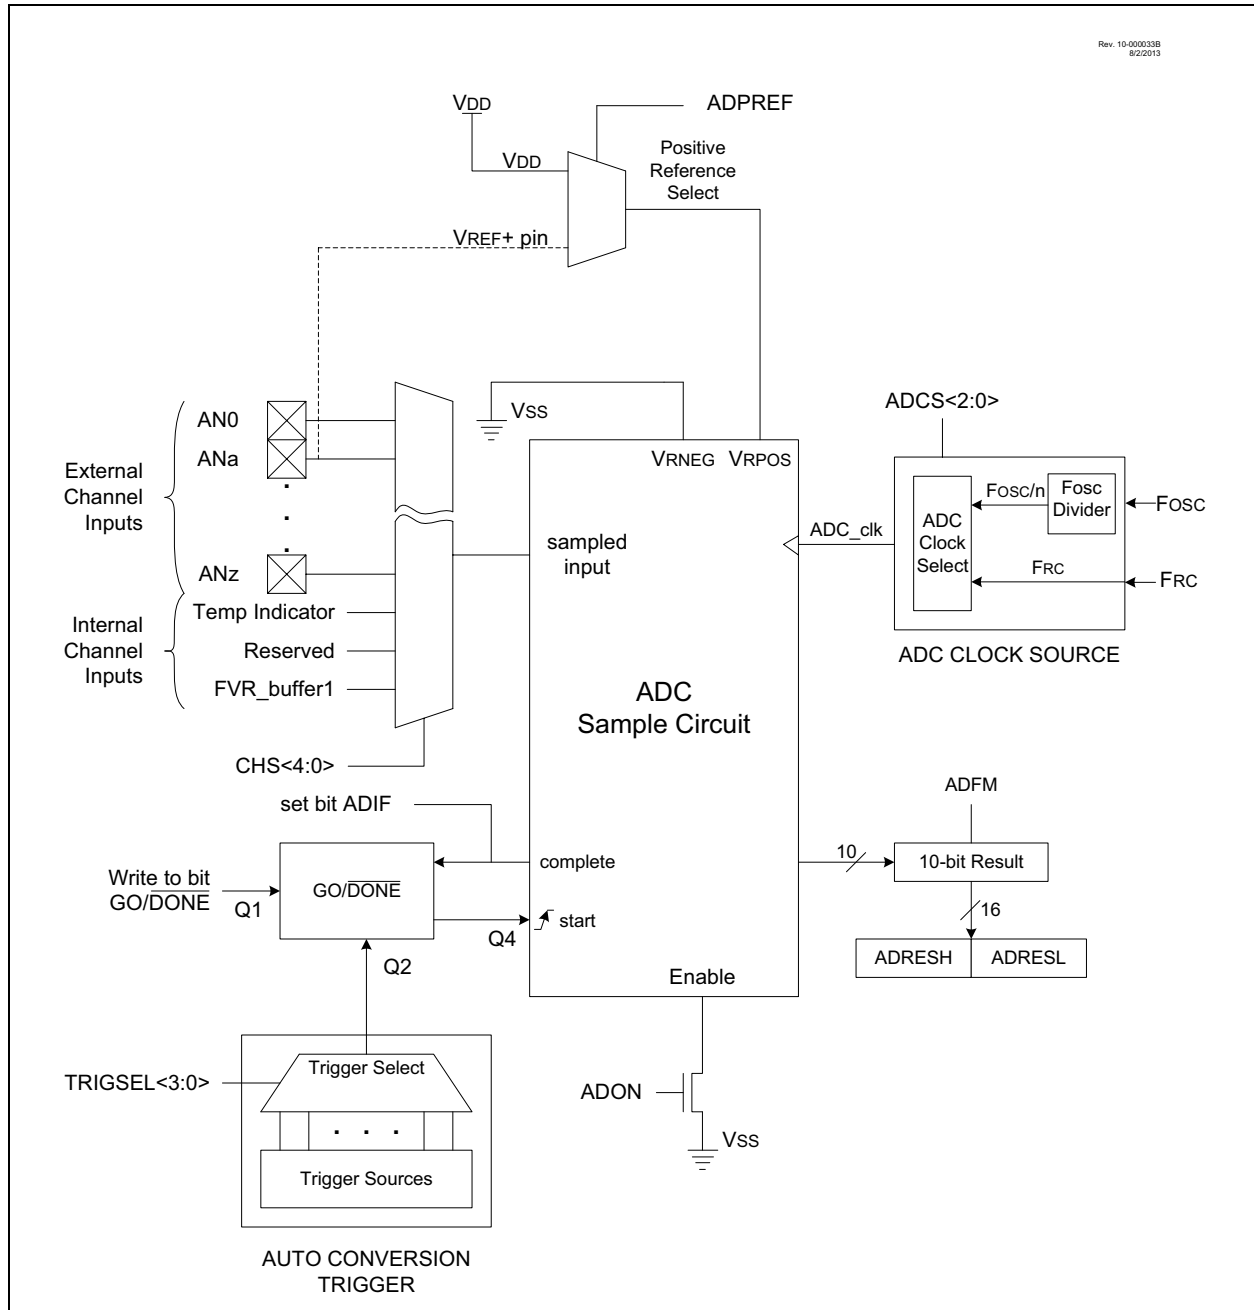 Rev. 10-000033B
8/2/2013
VDD
ADPREF
VDD
Positive
Reference
Select
VREF+ pin
VSS
ADCS<2:0>
AN0
ANa
External
Channel
Inputs
VRNEG
VRPOS
FOSC/n
Fosc
Divider
FOSC
ADC
Clock
Select
ADC_clk
sampled
input
ANz
FRC
FRC
Temp Indicator
Internal
Channel
Inputs
Reserved
FVR_buffer1
ADC CLOCK SOURCE
ADC
Sample Circuit
CHS<4:0>
set bit ADIF
ADFM
complete
10
10-bit Result
Write to bit
GO/DONE
Q1
GO/DONE
Q4
start
16
ADRESH
ADRESL
Q2
Enable
Trigger Select
TRIGSEL<3:0>
ADON
VSS
Trigger Sources
AUTO CONVERSION
TRIGGER